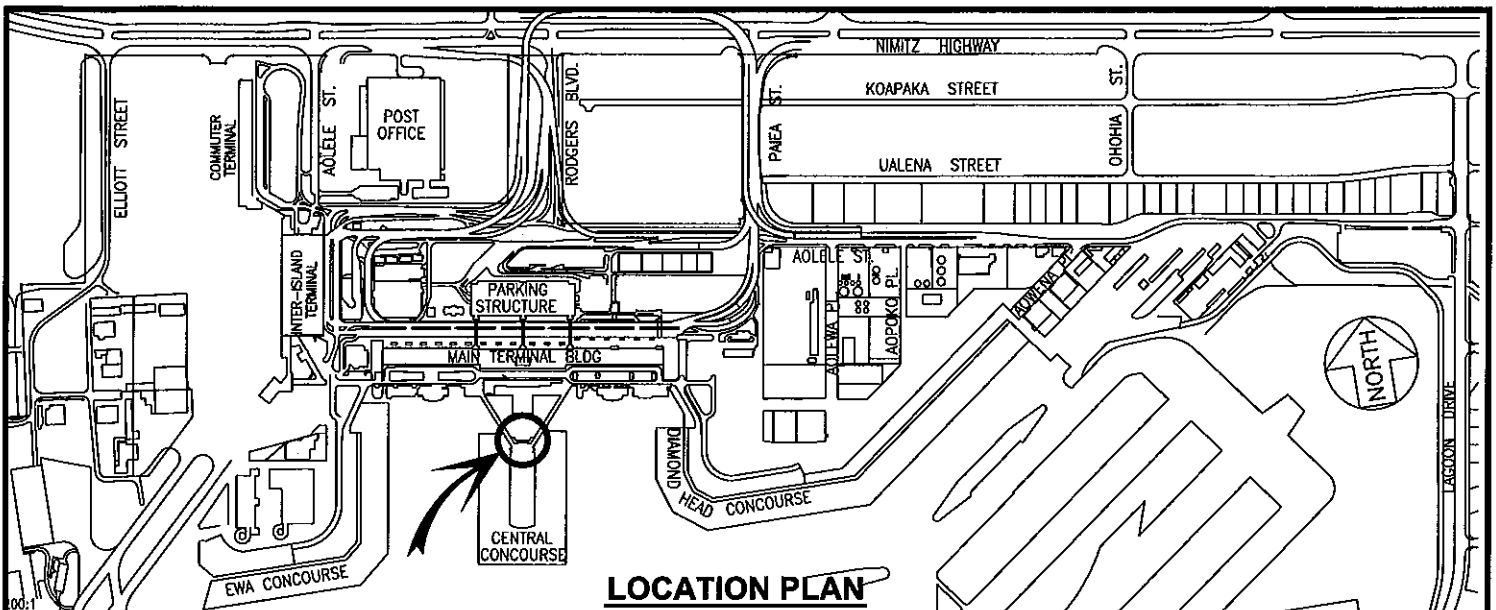 NIMITZ HIGHWAY
KOAPAKA STREET
UALENA STREET
ELLIOTT STREET
COMMUTER
TERMINAL
AOLELE ST.
POST
OFFICE
RODGERS BLVD.
PAIEA ST.
OHOHIA ST.
INTER-ISLAND
TERMINAL
PARKING
STRUCTURE
MAIN TERMINAL BLDG
AOLELE ST.
AOLEWA PL
AOPOKO PL.
AOWENA PL
NORTH
LAGOON DRIVE
DIAMOND
HEAD CONCOURSE
CENTRAL
CONCOURSE
EWA CONCOURSE
LOCATION PLAN